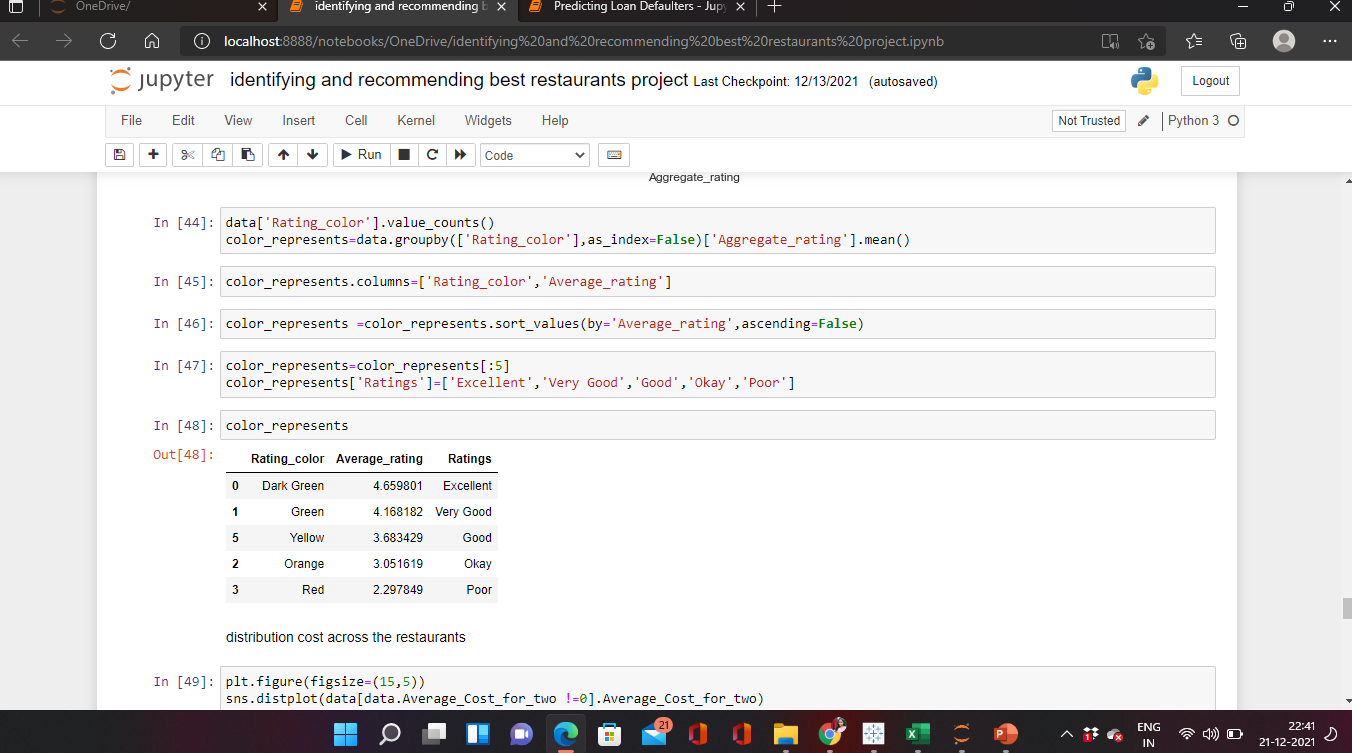 OneDrive/
identifying and recommending b
Predicting Loan Defaulters - Jup
localhost:8888/notebooks/OneDrive/identifying%20and%20recommending%20best%20restaurants%20project.ipynb
jupyter identifying and recommending best restaurants project Last Checkpoint: 12/13/2021 (autosaved)
Logout
File Edit View Insert Cell Kernel Widgets Help
Not Trusted
Python 3
Run
Code
Aggregate_rating
In [44]: data['Rating_color'].value_counts()
color_represents=data.groupby(['Rating_color'],as_index=False)['Aggregate_rating'].mean()
In [45]: color_represents.columns=['Rating_color','Average_rating']
In [46]: color_represents =color_represents.sort_values(by='Average_rating',ascending=False)
In [47]: color_represents=color_represents[:5]
color_represents['Ratings']=['Excellent','Very Good','Good','Okay','Poor']
In [48]: color_represents
Out[48]:
Rating_color Average_rating Ratings
0 Dark Green 4.659801 Excellent
1 Green 4.168182 Very Good
5 Yellow 3.683429 Good
2 Orange 3.051619 Okay
3 Red 2.297849 Poor
distribution cost across the restaurants
In [49]: plt.figure(figsize=(15,5))
sns.distplot(data[data.Average_Cost_for_two !=0].Average_Cost_for_two)
21
1
ENG
IN
22:41
21-12-2021